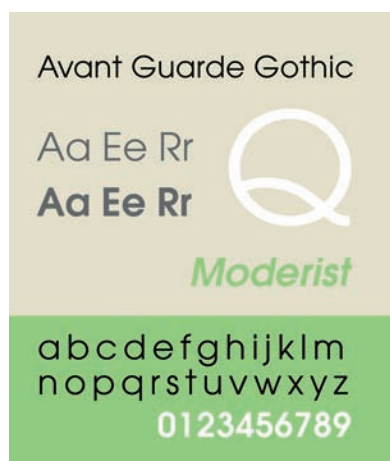 Avant Guarde Gothic
Aa Ee Rr
Aa Ee Rr
Q
Moderist
abcdefghijklm
nopqrstuvwxyz
0123456789